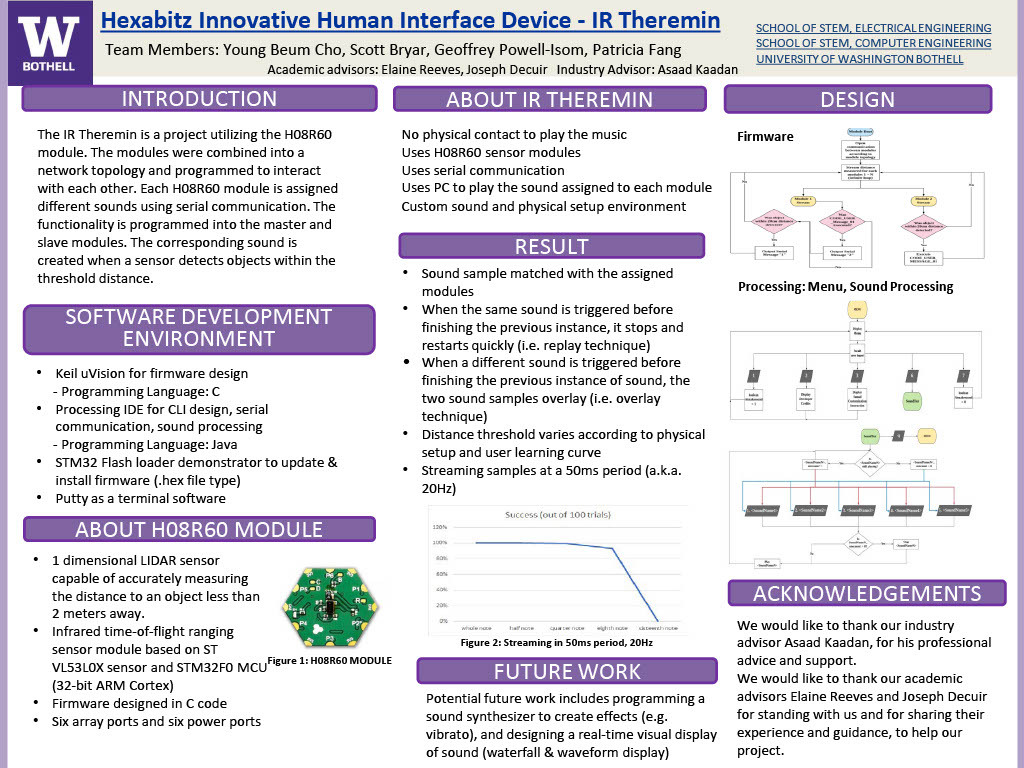 W
BOTHELL
Hexabitz Innovative Human Interface Device - IR Theremin
Team Members: Young Beum Cho, Scott Bryar, Geoffrey Powell-Isom, Patricia Fang
Academic advisors: Elaine Reeves, Joseph Decuir Industry Advisor: Asaad Kaadan
SCHOOL OF STEM, ELECTRICAL ENGINEERING
SCHOOL OF STEM, COMPUTER ENGINEERING
UNIVERSITY OF WASHINGTON BOTHELL
INTRODUCTION
The IR Theremin is a project utilizing the H08R60
module. The modules were combined into a
network topology and programmed to interact
with each other. Each H08R60 module is assigned
different sounds using serial communication. The
functionality is programmed into the master and
slave modules. The corresponding sound is
created when a sensor detects objects within the
threshold distance.
SOFTWARE DEVELOPMENT
ENVIRONMENT
• Keil uVision for firmware design
- Programming Language: C
• Processing IDE for CLI design, serial
communication, sound processing
- Programming Language: Java
• STM32 Flash loader demonstrator to update &
install firmware (.hex file type)
• Putty as a terminal software
ABOUT H08R60 MODULE
• 1 dimensional LIDAR sensor
capable of accurately measuring
the distance to an object less than
2 meters away.
• Infrared time-of-flight ranging
sensor module based on ST
VL53L0X sensor and STM32F0 MCU
(32-bit ARM Cortex)
• Firmware designed in C code
• Six array ports and six power ports
Figure 1: H08R60 MODULE
ABOUT IR THEREMIN
No physical contact to play the music
Uses H08R60 sensor modules
Uses serial communication
Uses PC to play the sound assigned to each module
Custom sound and physical setup environment
RESULT
• Sound sample matched with the assigned
modules
• When the same sound is triggered before
finishing the previous instance, it stops and
restarts quickly (i.e. replay technique)
• When a different sound is triggered before
finishing the previous instance of sound, the
two sound samples overlay (i.e. overlay
technique)
• Distance threshold varies according to physical
setup and user learning curve
• Streaming samples at a 50ms period (a.k.a.
20Hz)
Success (out of 100 trials)
120%
100%
80%
60%
40%
20%
0%
whole note half note quarter note eighth note sixteenth note
Figure 2: Streaming in 50ms period, 20Hz
FUTURE WORK
Potential future work includes programming a
sound synthesizer to create effects (e.g.
vibrato), and designing a real-time visual display
of sound (waterfall & waveform display)
DESIGN
Firmware
Processing: Menu, Sound Processing
ACKNOWLEDGEMENTS
We would like to thank our industry
advisor Asaad Kaadan, for his professional
advice and support.
We would like to thank our academic
advisors Elaine Reeves and Joseph Decuir
for standing with us and for sharing their
experience and guidance, to help our
project.